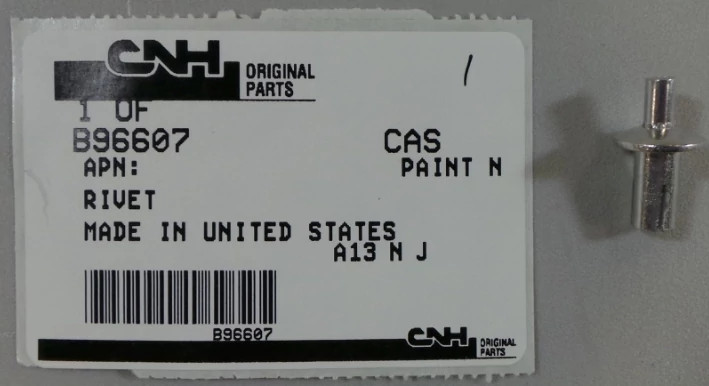 CNH ORIGINAL
PARTS
/
1 OF
B96607 CAS
APN: PAINT N
RIVET
MADE IN UNITED STATES
A13 N J
B96607
CNH ORIGINAL
PARTS